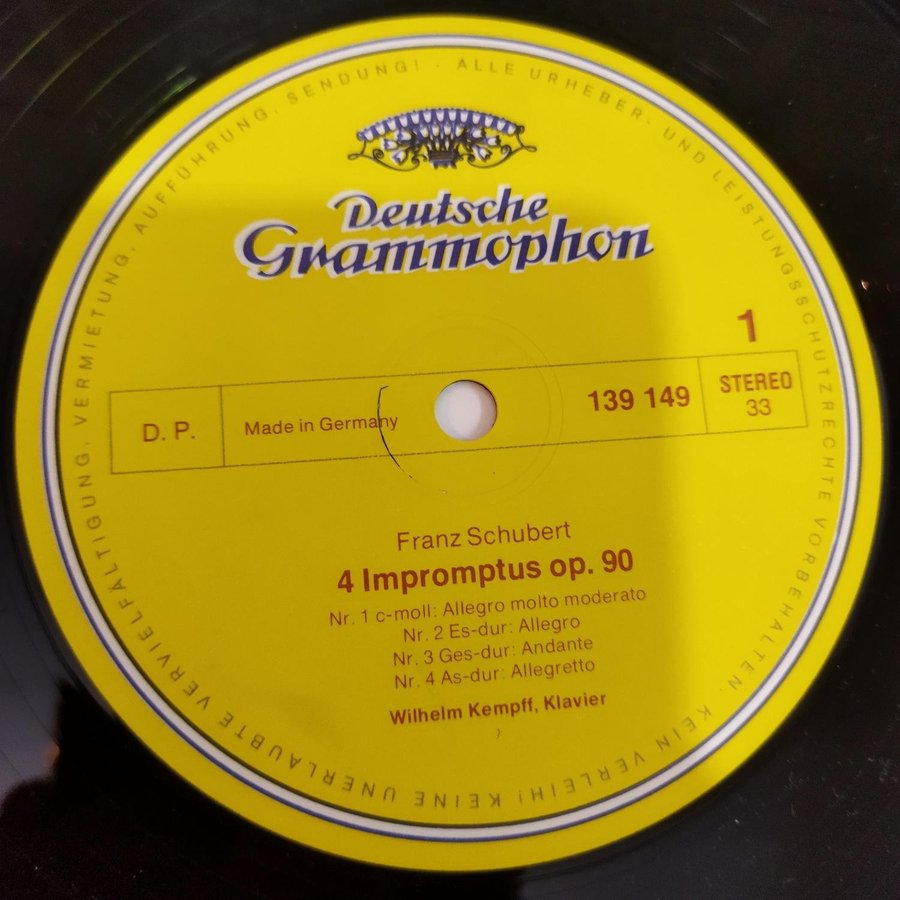 ALLE URHEBER- UND LEISTUNGSSCHUTZRECHTE VORBEHALTEN. KEIN VERLEIH! KEINE UNERLAUBTE VERVIELFÄLTIGUNG, VERMIETUNG, AUFFÜHRUNG, SENDUNG! ·
Deutsche
Grammophon
1
D. P.
Made in Germany
139 149
STEREO
33
Franz Schubert
4 Impromptus op. 90
Nr. 1 c-moll: Allegro molto moderato
Nr. 2 Es-dur: Allegro
Nr. 3 Ges-dur: Andante
Nr. 4 As-dur: Allegretto
Wilhelm Kempff, Klavier